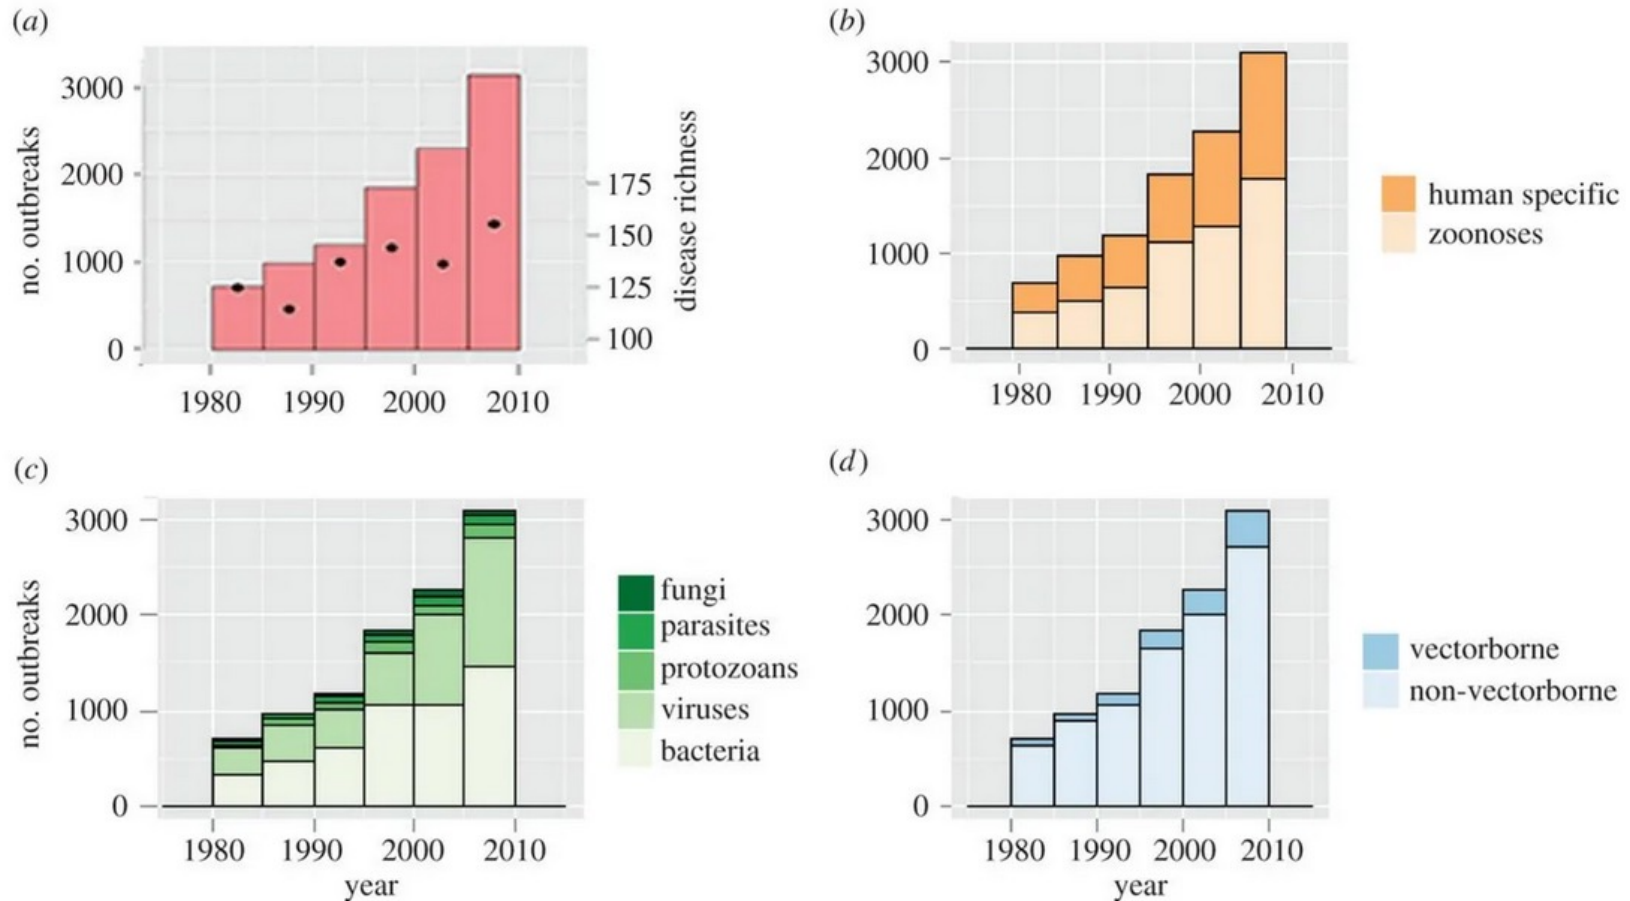 (a)
no. outbreaks
3000
2000
1000
0
175
150
125
100
disease richness
1980 1990 2000 2010
(b)
3000
2000
1000
0
1980 1990 2000 2010
human specific
zoonoses
(c)
no. outbreaks
3000
2000
1000
0
1980 1990 2000 2010
year
fungi
parasites
protozoans
viruses
bacteria
(d)
3000
2000
1000
0
1980 1990 2000 2010
year
vectorborne
non-vectorborne